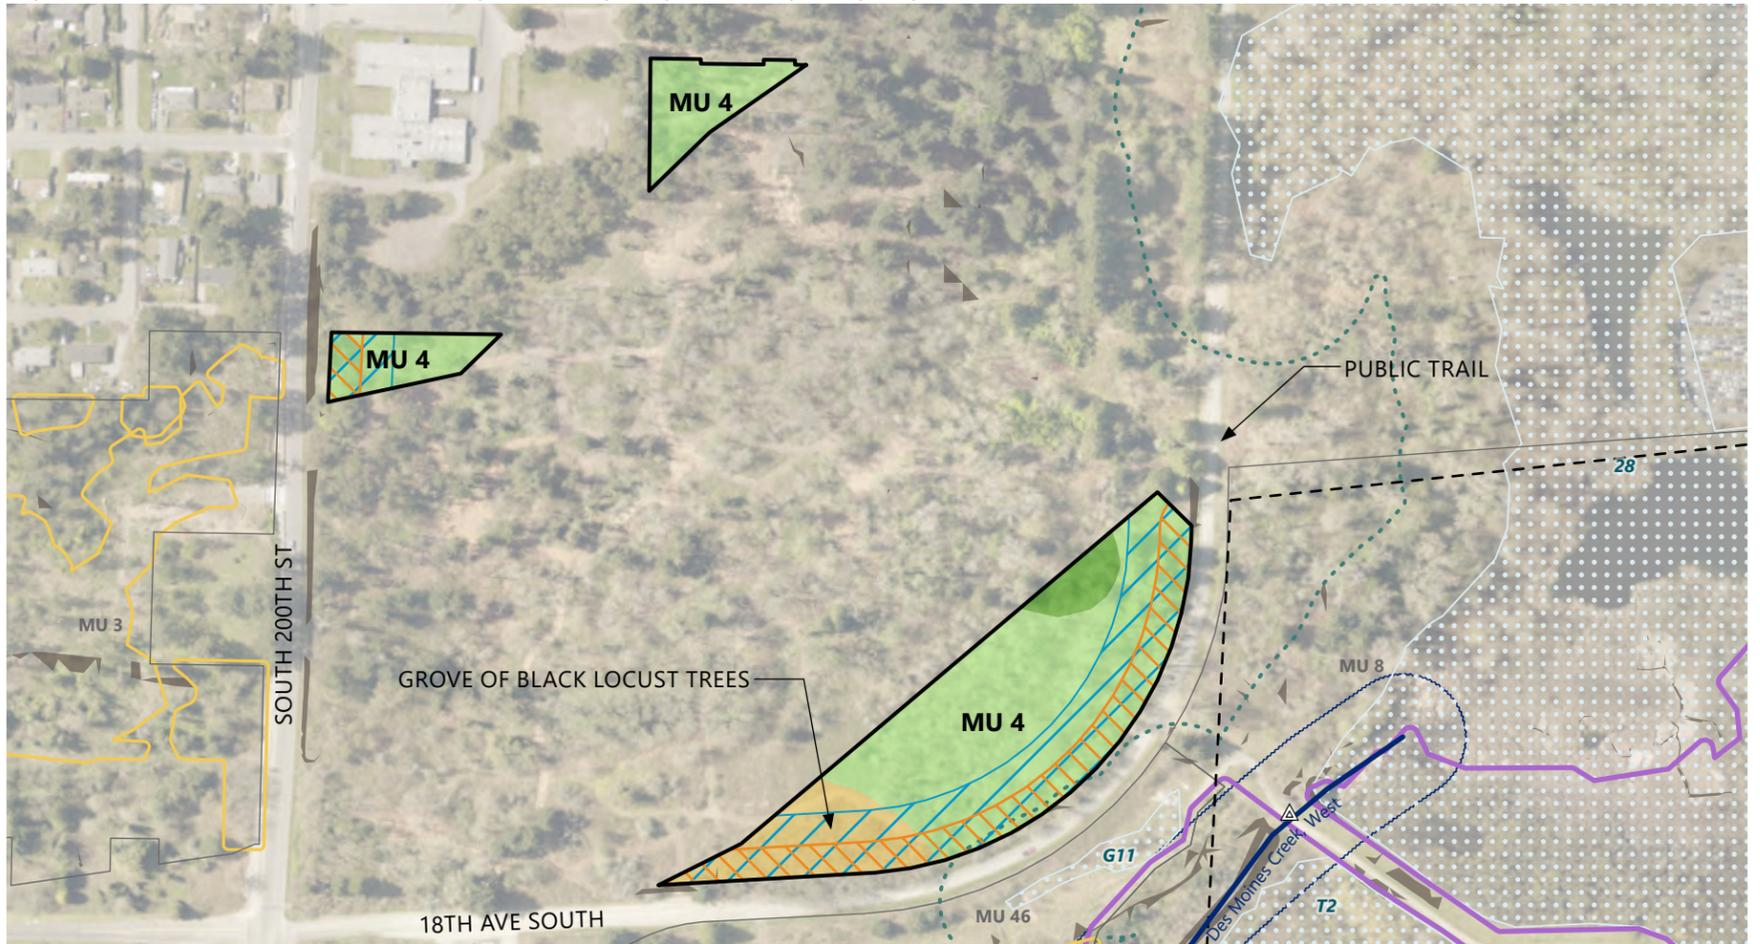 MU 4
MU 4
PUBLIC TRAIL
28
SOUTH 200TH ST
MU 3
MU 8
GROVE OF BLACK LOCUST TREES
MU 4
Des Moines Creek, West
G11
T2
MU 46
18TH AVE SOUTH